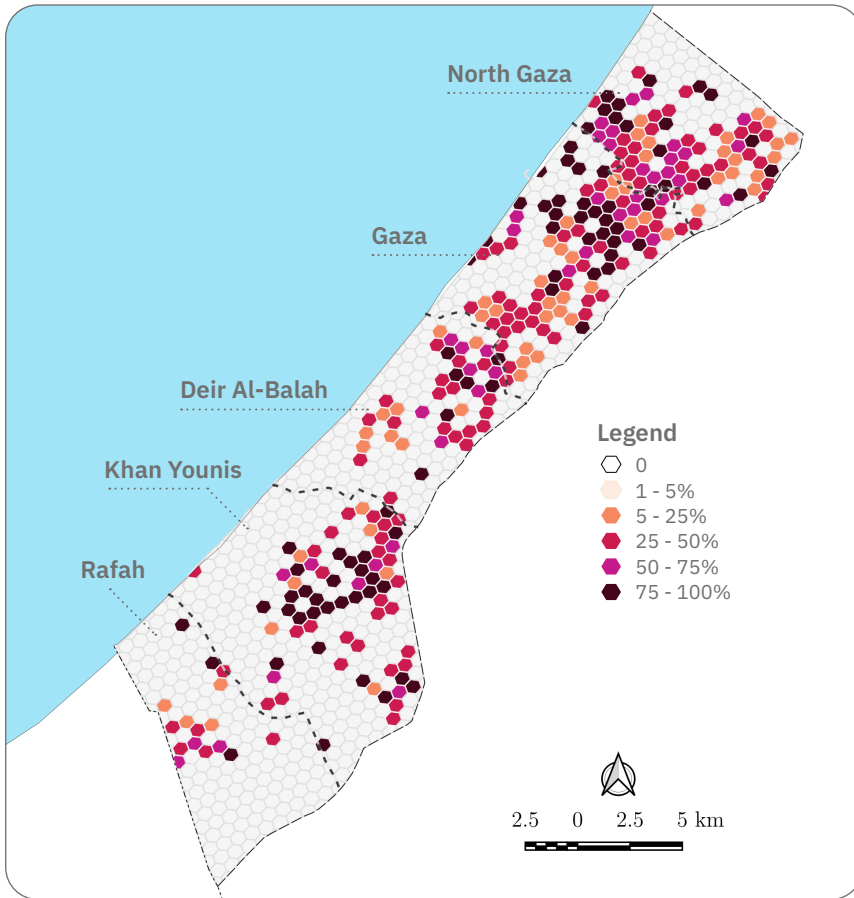 North Gaza
Gaza
Deir Al-Balah
Khan Younis
Rafah
Legend
0
1 - 5%
5 - 25%
25 - 50%
50 - 75%
75 - 100%
2.5 0 2.5 5 km